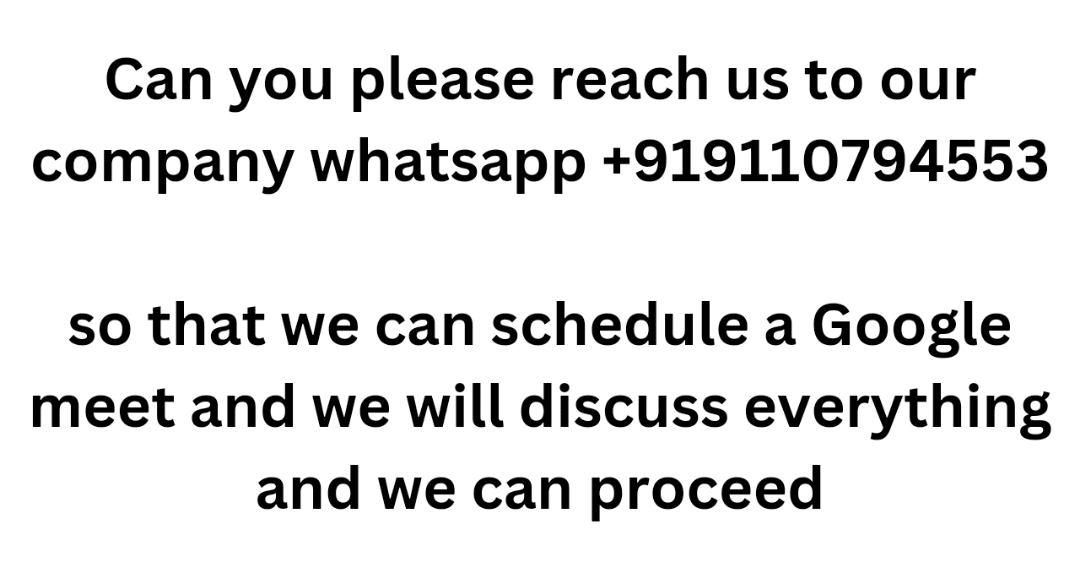 Can you please reach us to our
company whatsapp +919110794553
so that we can schedule a Google
meet and we will discuss everything
and we can proceed